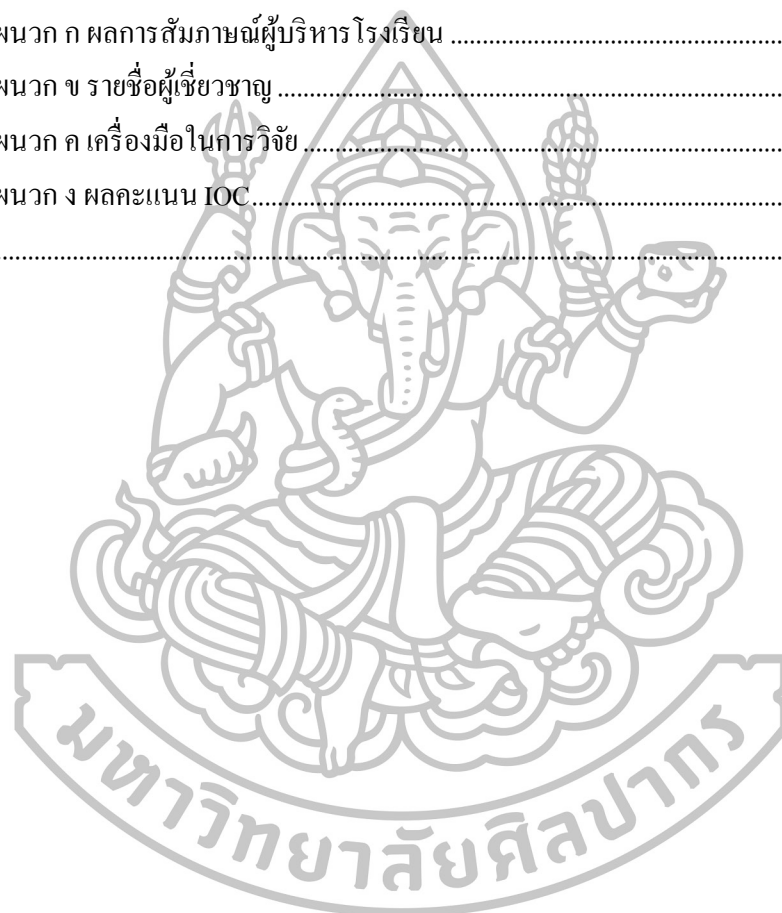 ผนวก ก ผลการสัมภาษณ์ผู้บริหารโรงเรียน ................................................................
ผนวก ข รายชื่อผู้เชี่ยวชาญ ................................................................
ผนวก ค เครื่องมือในการวิจัย ................................................................
ผนวก ง ผลคะแนน IOC................................................................
................................................................
มหาวิทยาลัยศิลปากร